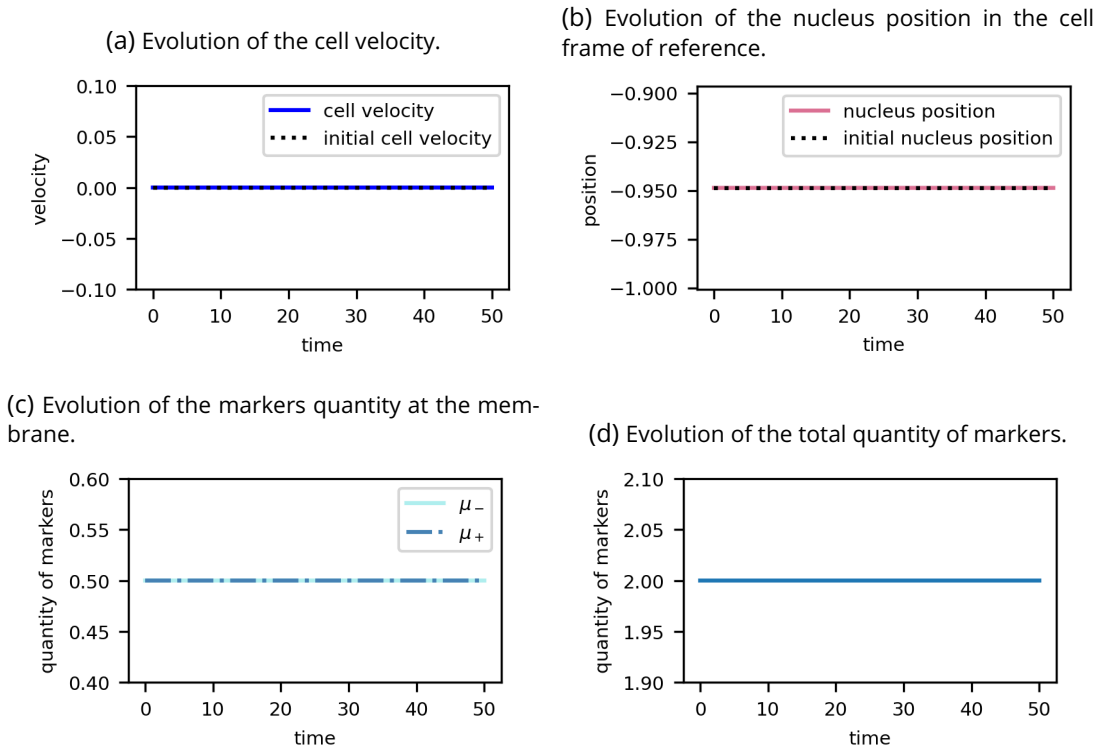 (a) Evolution of the cell velocity.
0.10
0.05
0.00
−0.05
−0.10
velocity
cell velocity
initial cell velocity
0 10 20 30 40 50
time
(b) Evolution of the nucleus position in the cell
frame of reference.
−0.900
−0.925
−0.950
−0.975
−1.000
position
nucleus position
initial nucleus position
0 10 20 30 40 50
time
(c) Evolution of the markers quantity at the mem-
brane.
0.60
0.55
0.50
0.45
0.40
quantity of markers
μ−
μ+
0 10 20 30 40 50
time
(d) Evolution of the total quantity of markers.
2.10
2.05
2.00
1.95
1.90
quantity of markers
0 10 20 30 40 50
time